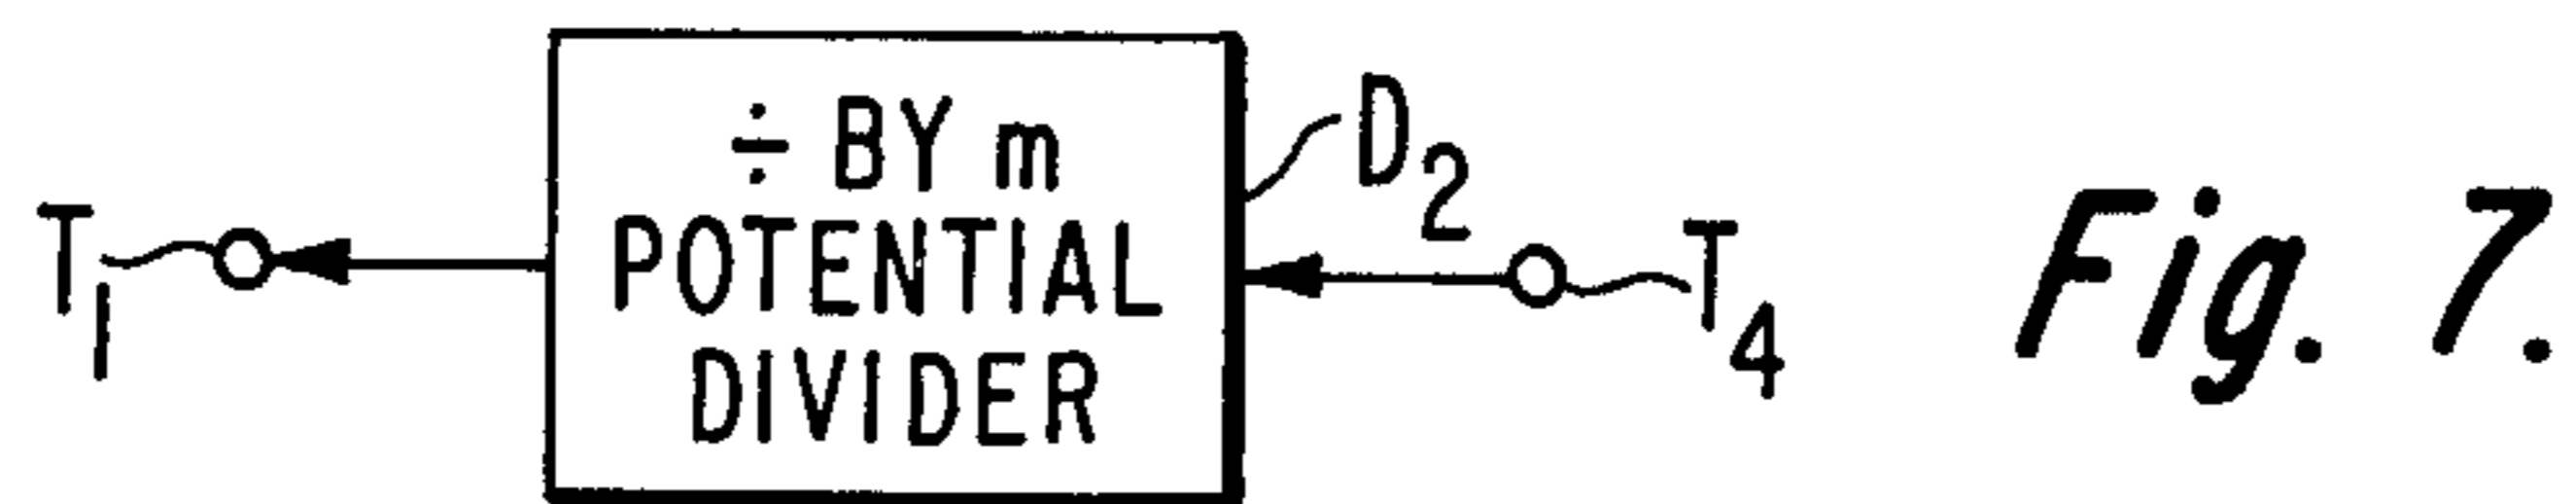 ÷ BY m
POTENTIAL
DIVIDER
D2
T1
T4
Fig. 7.